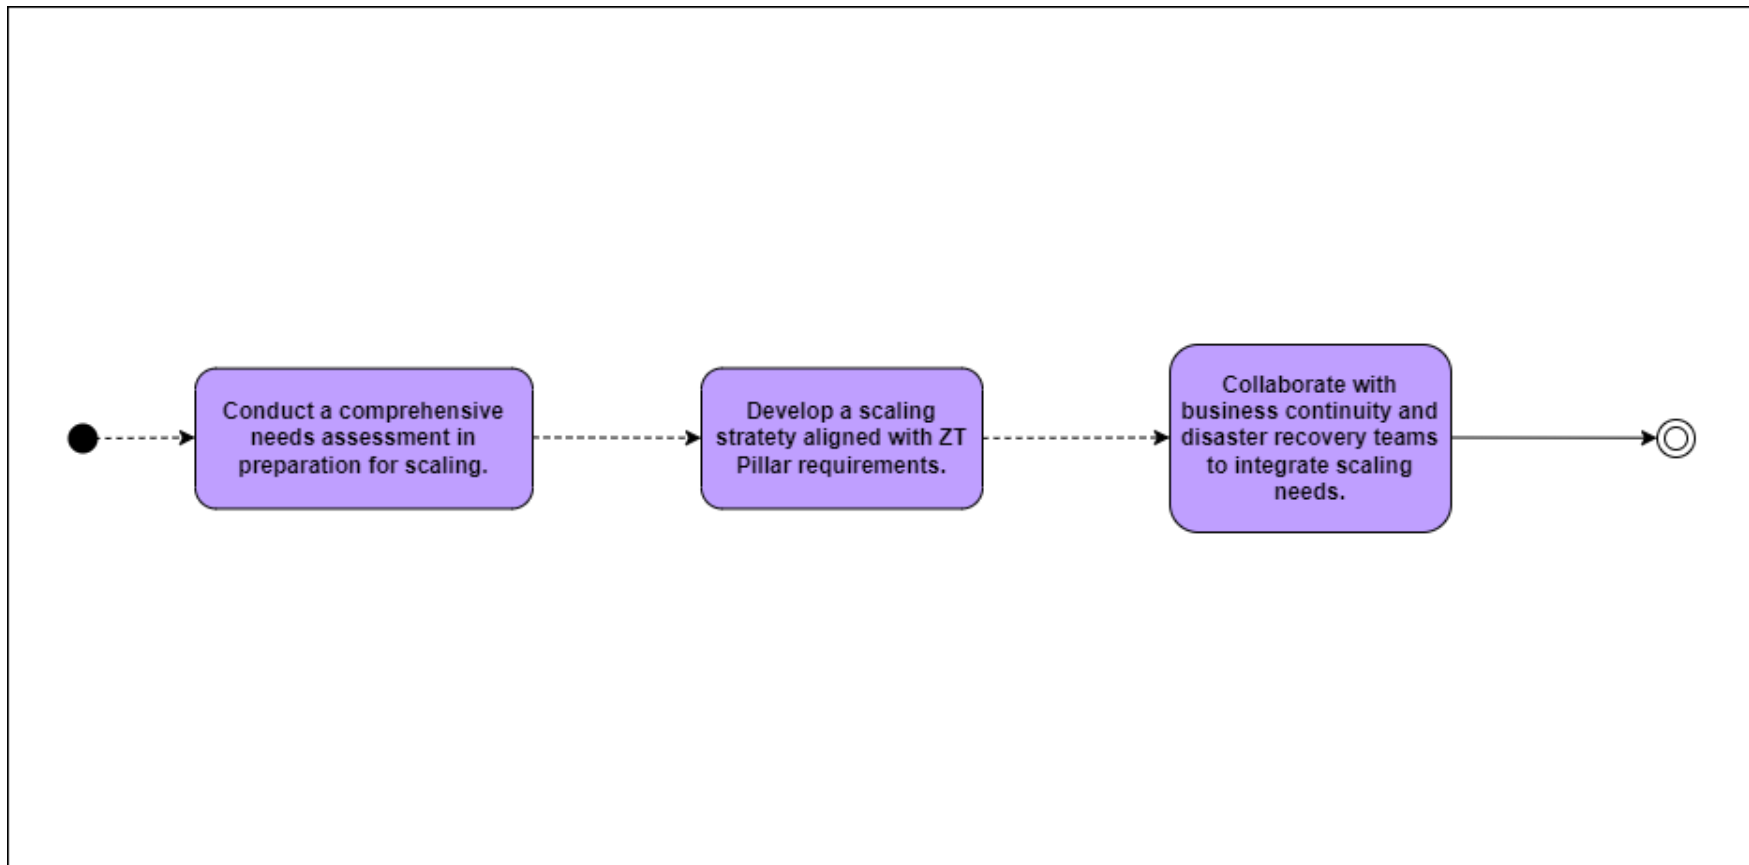 Conduct a comprehensive
needs assessment in
preparation for scaling.
Develop a scaling
stratety aligned with ZT
Pillar requirements.
Collaborate with
business continuity and
disaster recovery teams
to integrate scaling
needs.